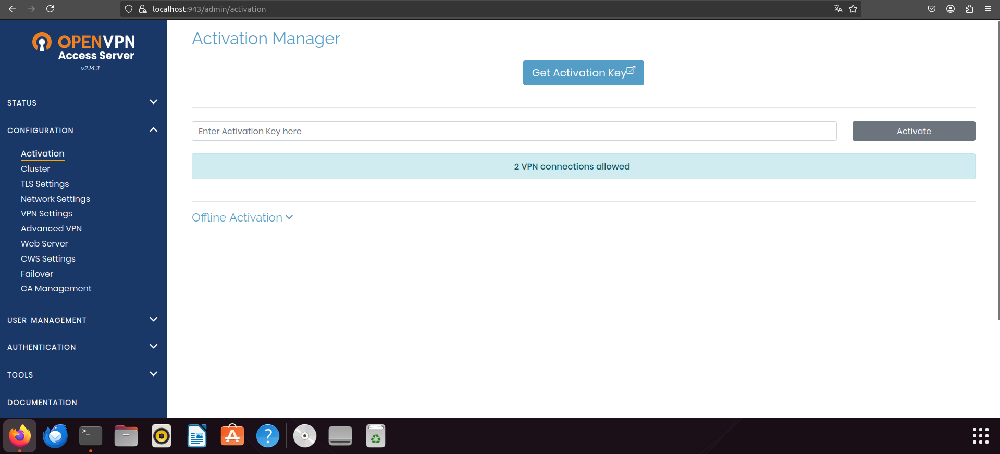 localhost:943/admin/activation
OPENVPN
Access Server
v2.14.3
STATUS
CONFIGURATION
Activation
Cluster
TLS Settings
Network Settings
VPN Settings
Advanced VPN
Web Server
CWS Settings
Failover
CA Management
USER MANAGEMENT
AUTHENTICATION
TOOLS
DOCUMENTATION
Activation Manager
Get Activation Key
Enter Activation Key here
Activate
2 VPN connections allowed
Offline Activation